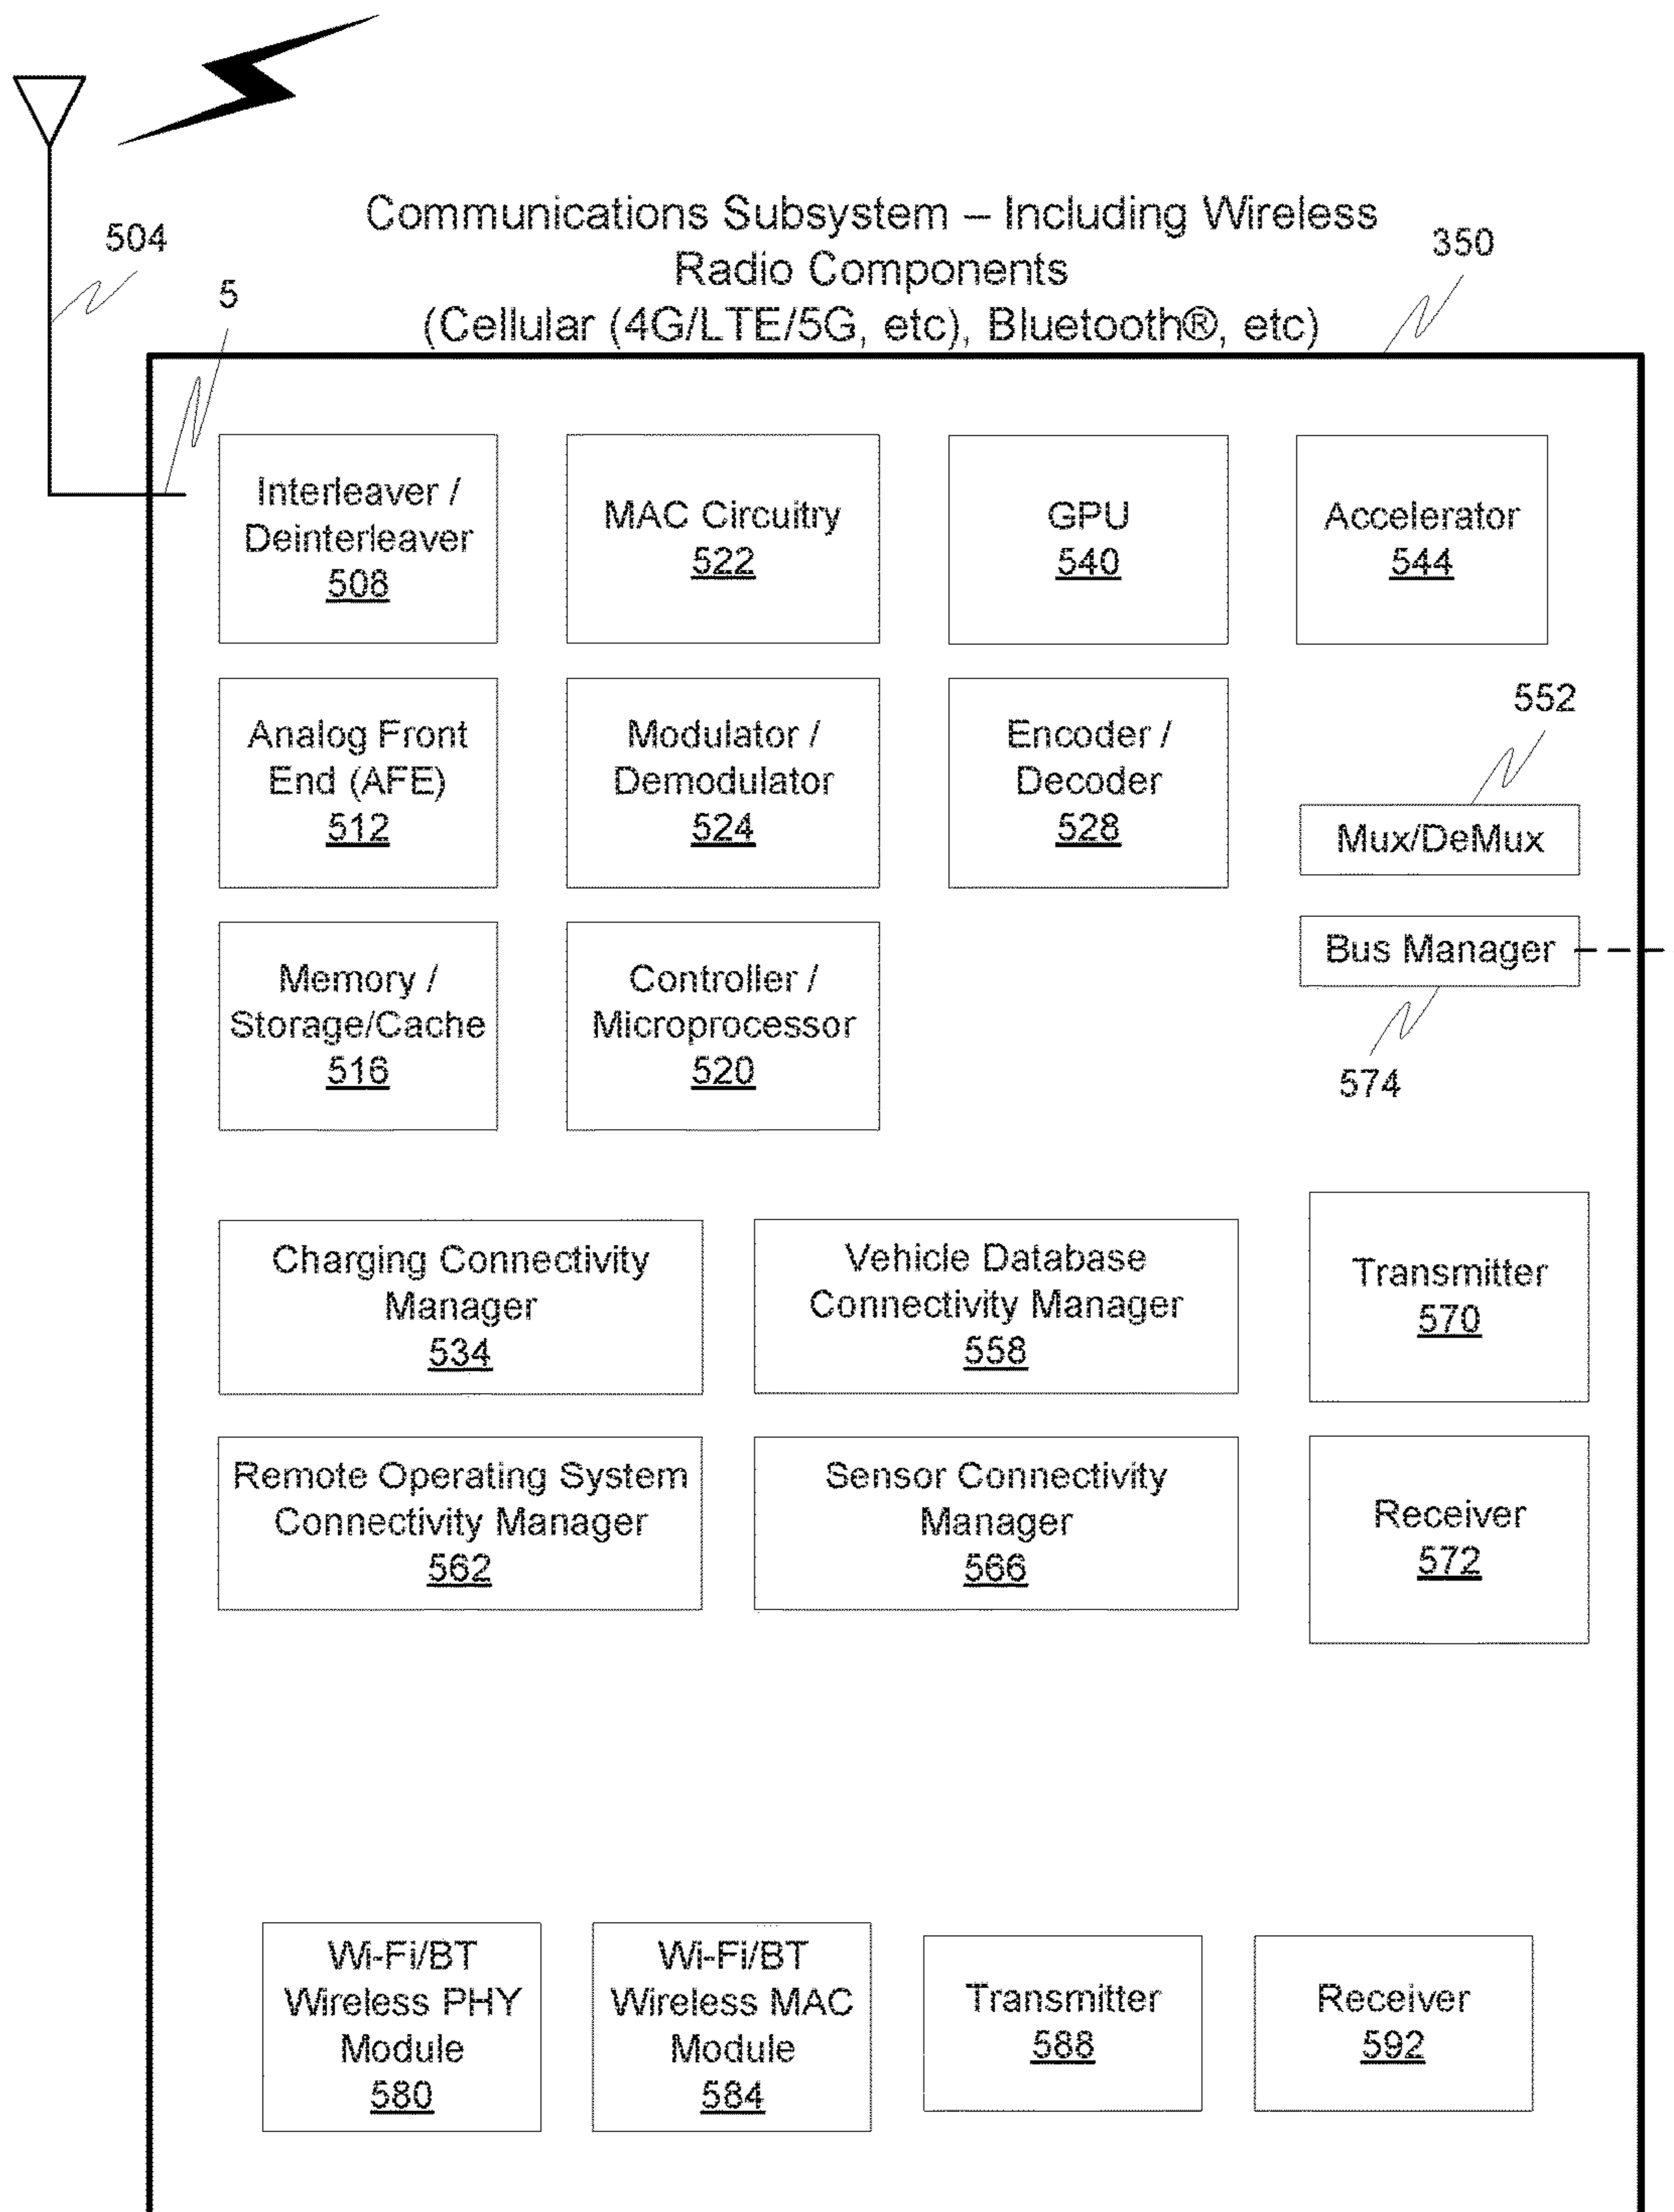 Communications Subsystem – Including Wireless
Radio Components
(Cellular (4G/LTE/5G, etc), Bluetooth®, etc)
504
5
350
Interleaver /
Deinterleaver
508
MAC Circuitry
522
GPU
540
Accelerator
544
Analog Front
End (AFE)
512
Modulator /
Demodulator
524
Encoder /
Decoder
528
552
Mux/DeMux
Memory /
Storage/Cache
516
Controller /
Microprocessor
520
Bus Manager
574
Charging Connectivity
Manager
534
Vehicle Database
Connectivity Manager
558
Transmitter
570
Remote Operating System
Connectivity Manager
562
Sensor Connectivity
Manager
566
Receiver
572
Wi-Fi/BT
Wireless PHY
Module
580
Wi-Fi/BT
Wireless MAC
Module
584
Transmitter
588
Receiver
592